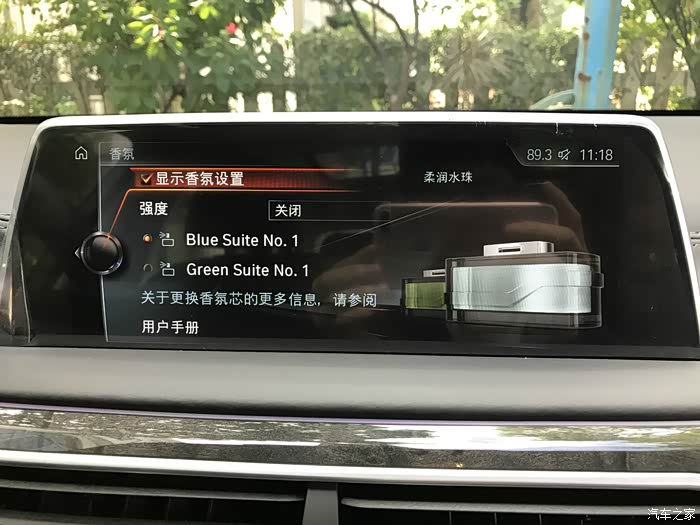 香氛
89.3 11:18
显示香氛设置
柔润水珠
强度
关闭
Blue Suite No. 1
Green Suite No. 1
关于更换香氛芯的更多信息，请参阅
用户手册
汽车之家